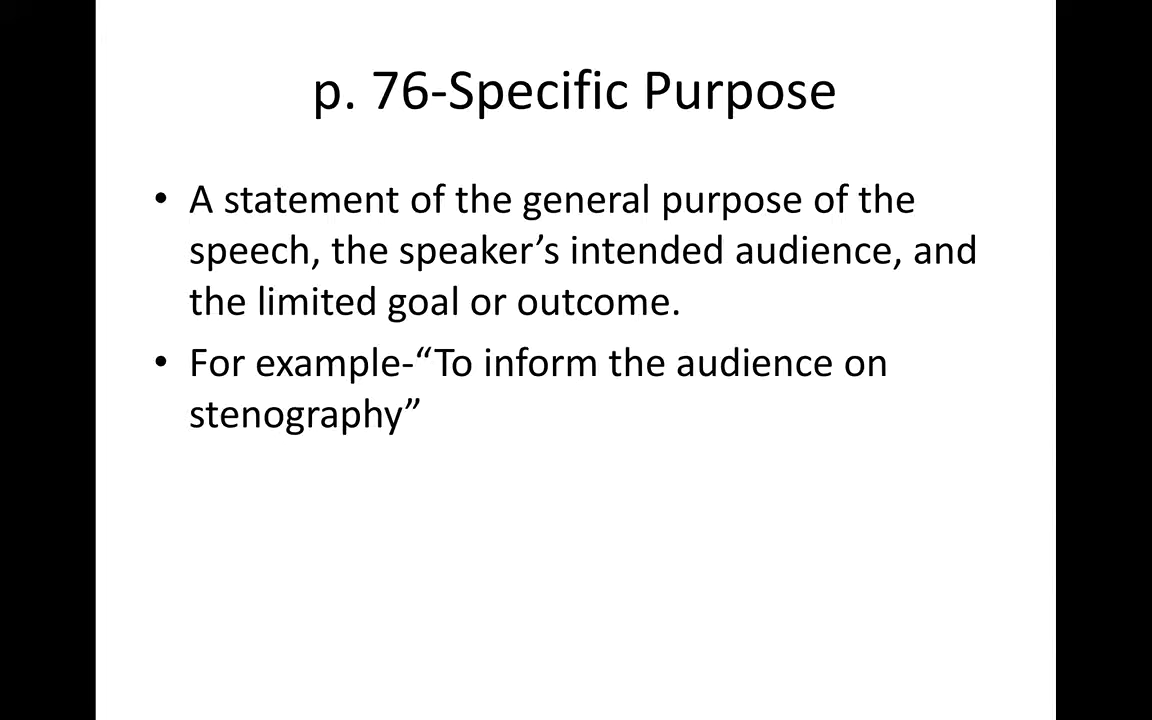 p. 76-Specific Purpose
• A statement of the general purpose of the
speech, the speaker’s intended audience, and
the limited goal or outcome.
• For example-“To inform the audience on
stenography”